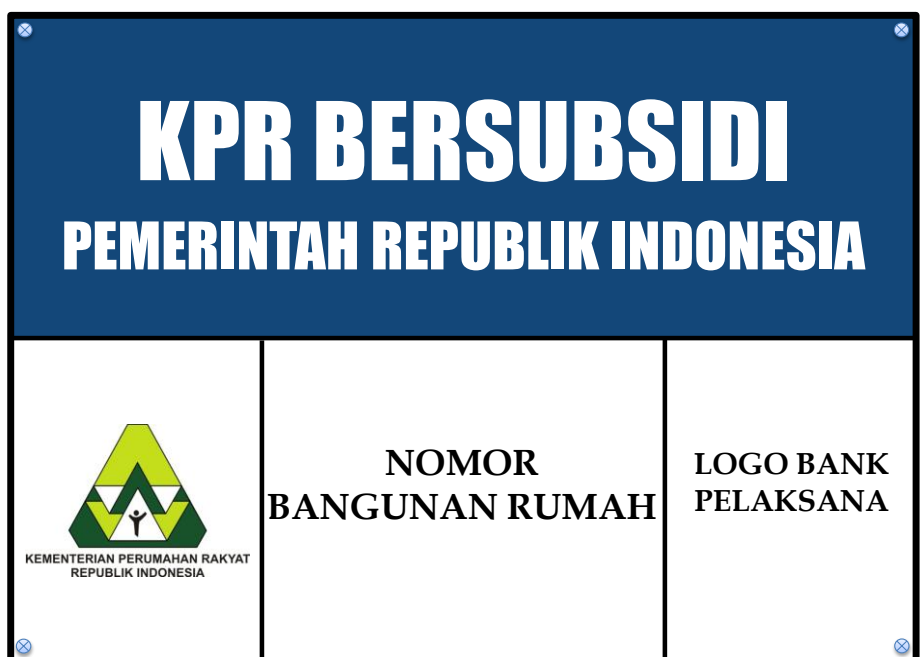 KPR BERSUBSIDI
PEMERINTAH REPUBLIK INDONESIA
KEMENTERIAN PERUMAHAN RAKYAT
REPUBLIK INDONESIA
NOMOR
BANGUNAN RUMAH
LOGO BANK
PELAKSANA